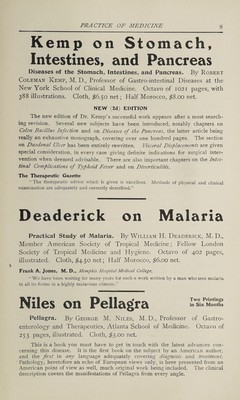 PRACTICE OF MEDICINE 8
Kemp on Stomach,
Intestines, and Pancreas
Diseases of the Stomach, Intestines, and Pancreas. By ROBERT
COLEMAN KEMP, M. D., Professor of Gastro-intestinal Diseases at the
New York School of Clinical Medicine. Octavo of 1021 pages, with
388 illustrations. Cloth, $6.50 net; Half Morocco, $8.00 net.
NEW (2d) EDITION
The new edition of Dr. Kemp's successful work appears after a most search-
ing revision. Several new subjects have been introduced, notably chapters on
Colon Bacillus Infection and on Diseases of the Pancreas, the latter article being
really an exhaustive monograph, covering over one hundred pages. The section
on Duodenal Ulcer has been entirely rewritten. Visceral Displacements are given
special consideration, in every case giving definite indications for surgical inter-
vention when deemed advisable. There are also important chapters on the Intes-
tinal Complications of Typhoid Fever and on Diverticulitis.
The Therapeutic Gazette
"The therapeutic advice which is given is excellent. Methods of physical and clinical
examination are adequately and correctly described."
Deaderick on Malaria
Practical Study of Malaria. By WILLIAM H. DEADERICK, M. D.,
Member American Society of Tropical Medicine; Fellow London
Society of Tropical Medicine and Hygiene. Octavo of 402 pages,
illustrated. Cloth, $4.50 net; Half Morocco, $6.00 net.
Frank A. Jones, M. D., Memphis Hospital Medical College.
"We have been waiting for many years for such a work written by a man who sees malaria
in all its forms in a highly malarious climate."
Niles on Pellagra
Two Printings
in Six Months
Pellagra. By GEORGE M. NILES, M. D., Professor of Gastro-
enterology and Therapeutics, Atlanta School of Medicine. Octavo of
253 pages, illustrated. Cloth, $3.00 net.
This is a book you must have to get in touch with the latest advances con-
cerning this disease. It is the first book on the subject by an American author,
and the first in any language adequately covering diagnosis and treatment.
Pathology, heretofore an echo of European views only, is here presented from an
American point of view as well, much original work being included. The clinical
description covers the manifestations of Pellagra from every angle.